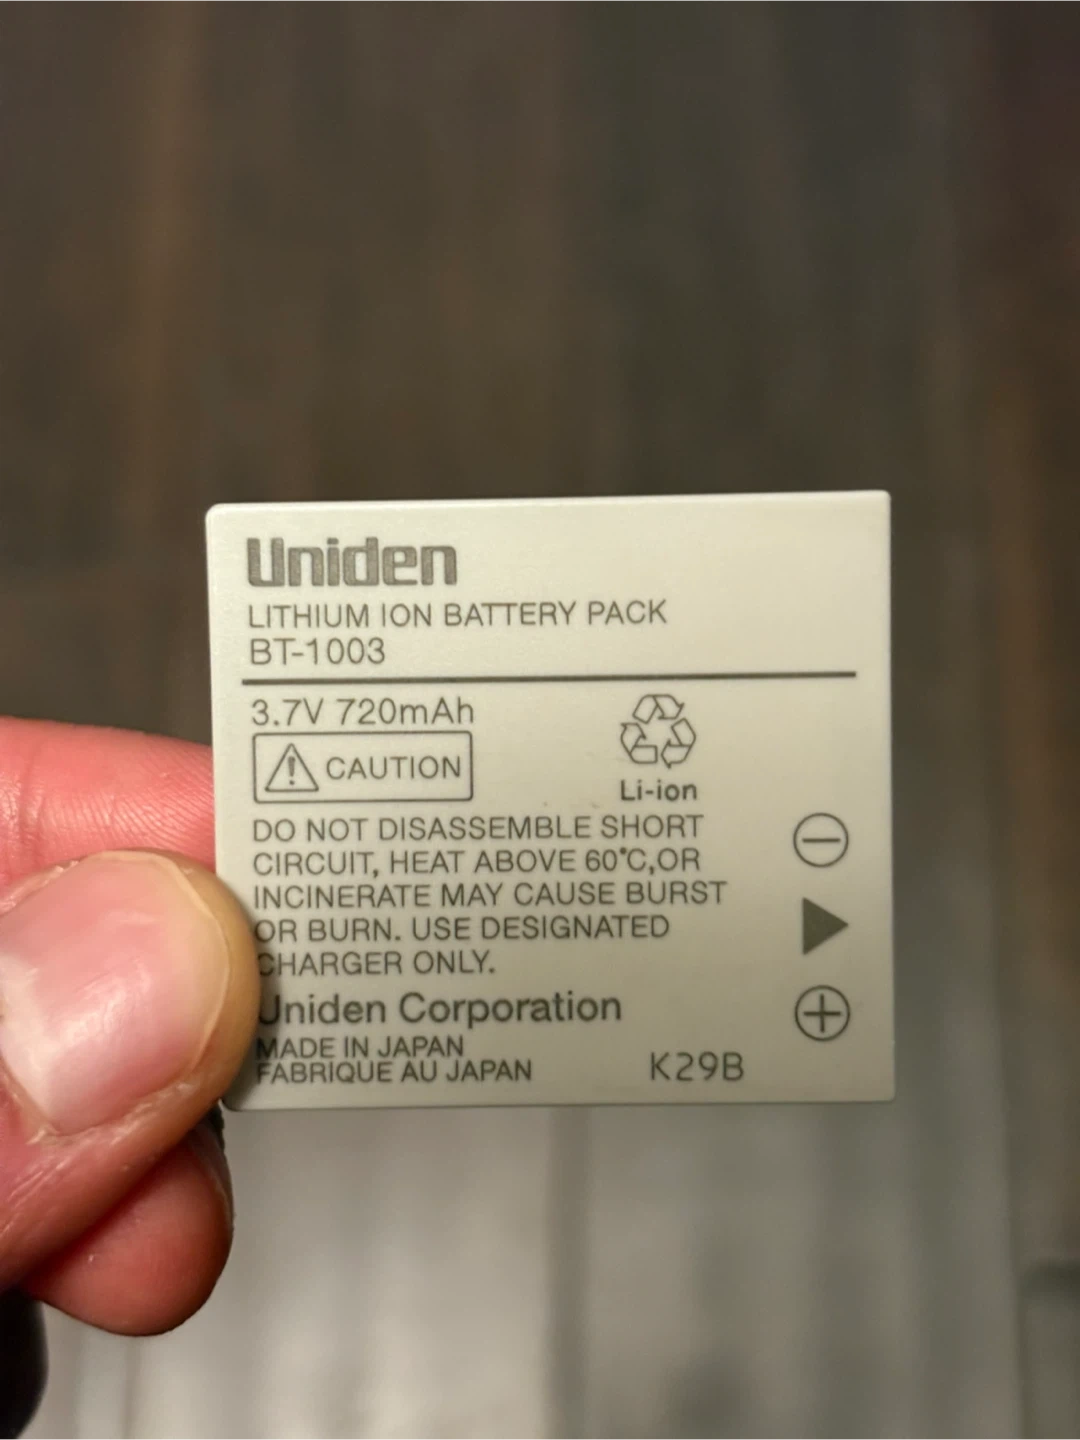 Uniden
LITHIUM ION BATTERY PACK
BT-1003
3.7V 720mAh
CAUTION
Li-ion
DO NOT DISASSEMBLE SHORT
CIRCUIT, HEAT ABOVE 60°C,OR
INCINERATE MAY CAUSE BURST
OR BURN. USE DESIGNATED
CHARGER ONLY.
Uniden Corporation
MADE IN JAPAN
FABRIQUE AU JAPAN
K29B